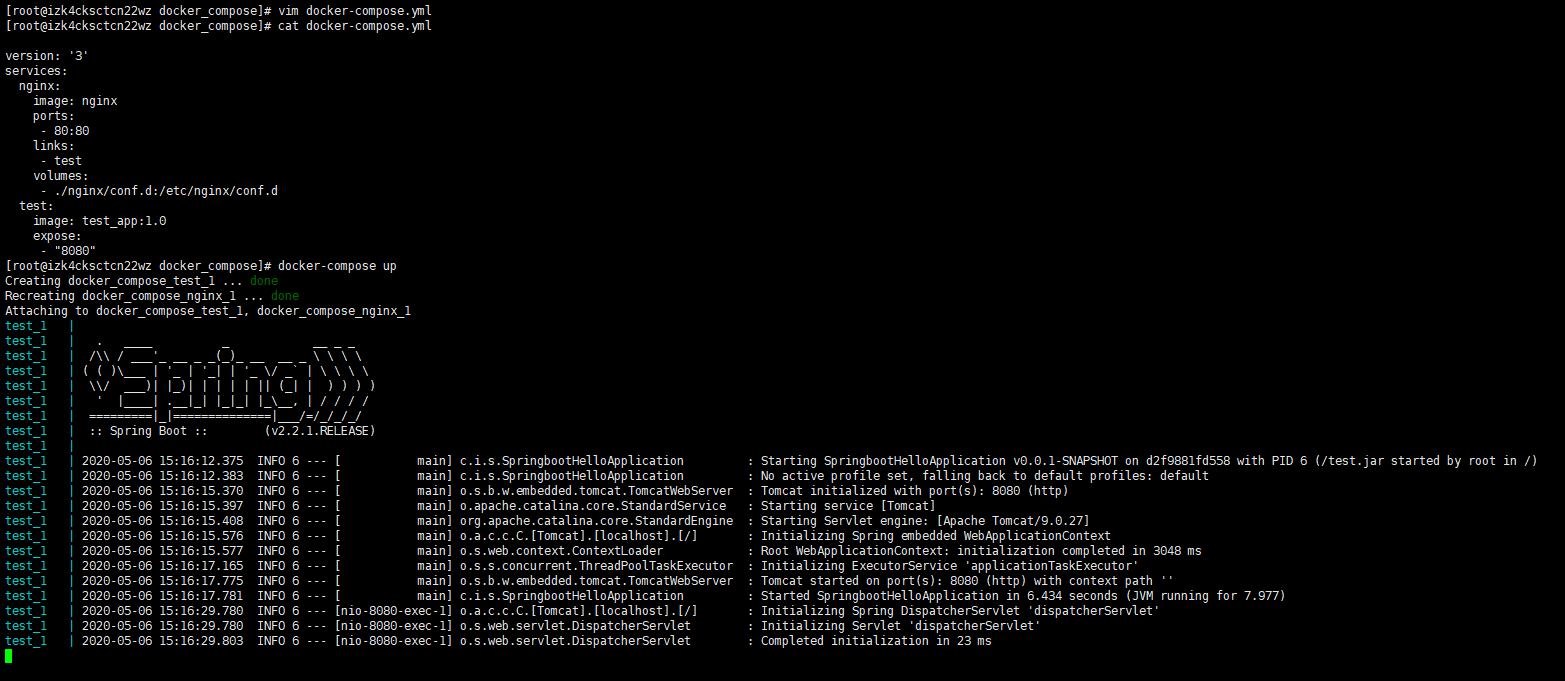 [root@izk4cksctcn22wz docker_compose]# vim docker-compose.yml
[root@izk4cksctcn22wz docker_compose]# cat docker-compose.yml

version: '3'
services:
  nginx:
    image: nginx
    ports:
     - 80:80
    links:
     - test
    volumes:
     - ./nginx/conf.d:/etc/nginx/conf.d
  test:
    image: test_app:1.0
    expose:
     - "8080"
[root@izk4cksctcn22wz docker_compose]# docker-compose up
Creating docker_compose_test_1 ... done
Recreating docker_compose_nginx_1 ... done
Attaching to docker_compose_test_1, docker_compose_nginx_1
test_1   |
test_1   |   .   ____          _            __ _ _
test_1   |  /\\ / ___'_ __ _ _(_)_ __  __ _ \ \ \ \
test_1   | ( ( )\___ | '_ | '_| | '_ \/ _` | \ \ \ \
test_1   |  \\/  ___)| |_)| | | | | || (_| |  ) ) ) )
test_1   |   '  |____| .__|_| |_|_| |_\__, | / / / /
test_1   |  =========|_|==============|___/=/_/_/_/
test_1   |  :: Spring Boot ::        (v2.2.1.RELEASE)
test_1   |
test_1   | 2020-05-06 15:16:12.375  INFO 6 --- [           main] c.i.s.SpringbootHelloApplication         : Starting SpringbootHelloApplication v0.0.1-SNAPSHOT on d2f9881fd558 with PID 6 (/test.jar started by root in /)
test_1   | 2020-05-06 15:16:12.383  INFO 6 --- [           main] c.i.s.SpringbootHelloApplication         : No active profile set, falling back to default profiles: default
test_1   | 2020-05-06 15:16:15.370  INFO 6 --- [           main] o.s.b.w.embedded.tomcat.TomcatWebServer  : Tomcat initialized with port(s): 8080 (http)
test_1   | 2020-05-06 15:16:15.397  INFO 6 --- [           main] o.apache.catalina.core.StandardService   : Starting service [Tomcat]
test_1   | 2020-05-06 15:16:15.408  INFO 6 --- [           main] org.apache.catalina.core.StandardEngine  : Starting Servlet engine: [Apache Tomcat/9.0.27]
test_1   | 2020-05-06 15:16:15.576  INFO 6 --- [           main] o.a.c.c.C.[Tomcat].[localhost].[/]       : Initializing Spring embedded WebApplicationContext
test_1   | 2020-05-06 15:16:15.577  INFO 6 --- [           main] o.s.web.context.ContextLoader            : Root WebApplicationContext: initialization completed in 3048 ms
test_1   | 2020-05-06 15:16:17.165  INFO 6 --- [           main] o.s.s.concurrent.ThreadPoolTaskExecutor  : Initializing ExecutorService 'applicationTaskExecutor'
test_1   | 2020-05-06 15:16:17.775  INFO 6 --- [           main] o.s.b.w.embedded.tomcat.TomcatWebServer  : Tomcat started on port(s): 8080 (http) with context path ''
test_1   | 2020-05-06 15:16:17.781  INFO 6 --- [           main] c.i.s.SpringbootHelloApplication         : Started SpringbootHelloApplication in 6.434 seconds (JVM running for 7.977)
test_1   | 2020-05-06 15:16:29.780  INFO 6 --- [nio-8080-exec-1] o.a.c.c.C.[Tomcat].[localhost].[/]       : Initializing Spring DispatcherServlet 'dispatcherServlet'
test_1   | 2020-05-06 15:16:29.780  INFO 6 --- [nio-8080-exec-1] o.s.web.servlet.DispatcherServlet        : Initializing Servlet 'dispatcherServlet'
test_1   | 2020-05-06 15:16:29.803  INFO 6 --- [nio-8080-exec-1] o.s.web.servlet.DispatcherServlet        : Completed initialization in 23 ms